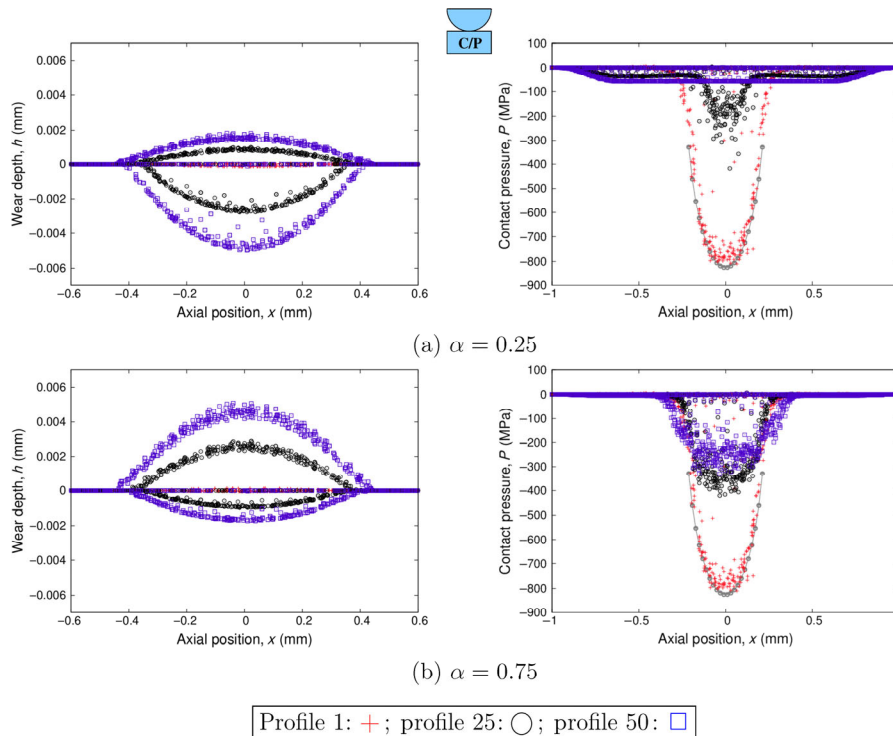 C/P
0.006
0.004
0.002
0
−0.002
−0.004
−0.006
Wear depth, h (mm)
−0.6 −0.4 −0.2 0 0.2 0.4 0.6
Axial position, x (mm)
100
0
−100
−200
−300
−400
−500
−600
−700
−800
−900
Contact pressure, P (MPa)
−1 −0.5 0 0.5
Axial position, x (mm)
(a) α = 0.25
0.006
0.004
0.002
0
−0.002
−0.004
−0.006
Wear depth, h (mm)
−0.6 −0.4 −0.2 0 0.2 0.4 0.6
Axial position, x (mm)
100
0
−100
−200
−300
−400
−500
−600
−700
−800
−900
Contact pressure, P (MPa)
−1 −0.5 0 0.5
Axial position, x (mm)
(b) α = 0.75
Profile 1: + ; profile 25: ○ ; profile 50: □